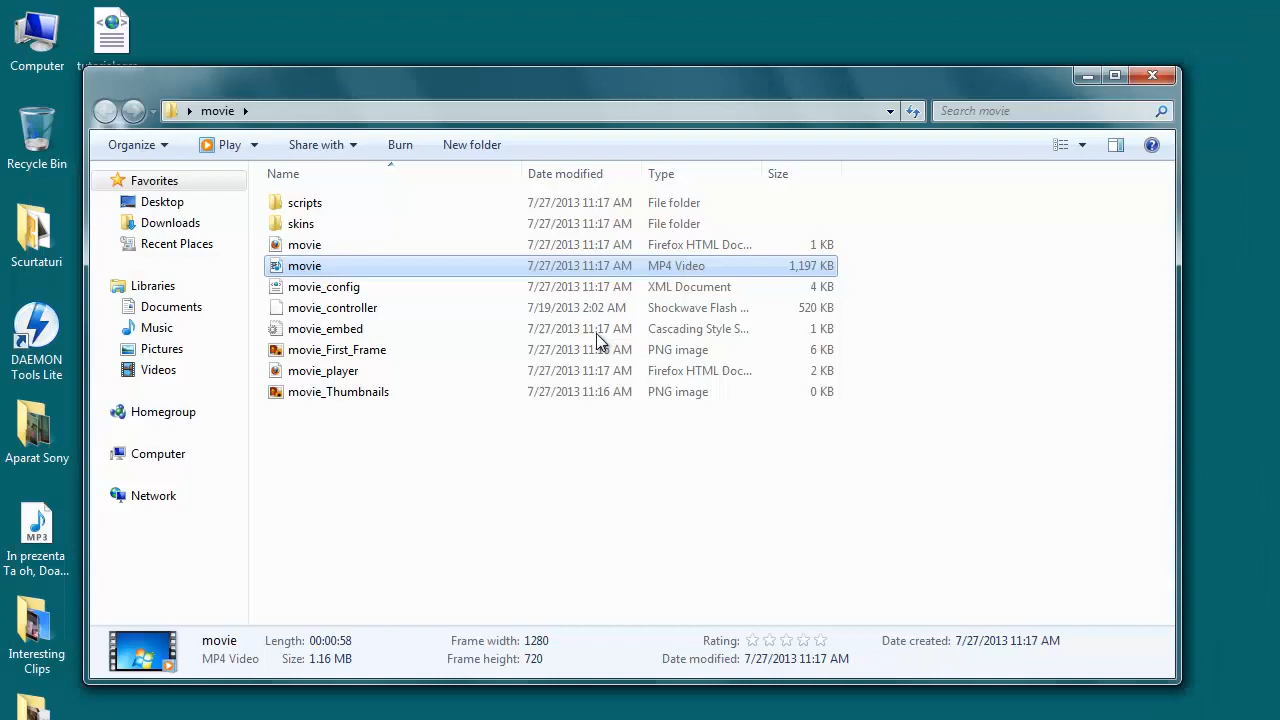 Computer
Recycle Bin
Scurtaturi
DAEMON
Tools Lite
Aparat Sony
MP3
In prezenta
Ta oh, Doa...
Interesting
Clips
movie
Search movie
Organize
Play
Share with
Burn
New folder
Favorites
Desktop
Downloads
Recent Places
Libraries
Documents
Music
Pictures
Videos
Homegroup
Computer
Network
Name Date modified Type Size
scripts 7/27/2013 11:17 AM File folder
skins 7/27/2013 11:17 AM File folder
movie 7/27/2013 11:17 AM Firefox HTML Doc... 1 KB
movie 7/27/2013 11:17 AM MP4 Video 1,197 KB
movie_config 7/27/2013 11:17 AM XML Document 4 KB
movie_controller 7/19/2013 2:02 AM Shockwave Flash ... 520 KB
movie_embed 7/27/2013 11:17 AM Cascading Style S... 1 KB
movie_First_Frame 7/27/2013 11:16 AM PNG image 6 KB
movie_player 7/27/2013 11:17 AM Firefox HTML Doc... 2 KB
movie_Thumbnails 7/27/2013 11:16 AM PNG image 0 KB
movie Length: 00:00:58 Frame width: 1280 Rating: Date created: 7/27/2013 11:17 AM
MP4 Video Size: 1.16 MB Frame height: 720 Date modified: 7/27/2013 11:17 AM